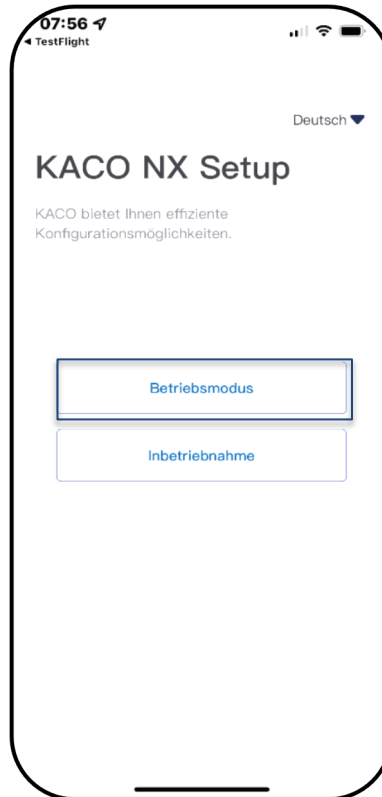 07:56
◀ TestFlight
Deutsch
KACO NX Setup
KACO bietet Ihnen effiziente
Konfigurationsmöglichkeiten.
Betriebsmodus
Inbetriebnahme